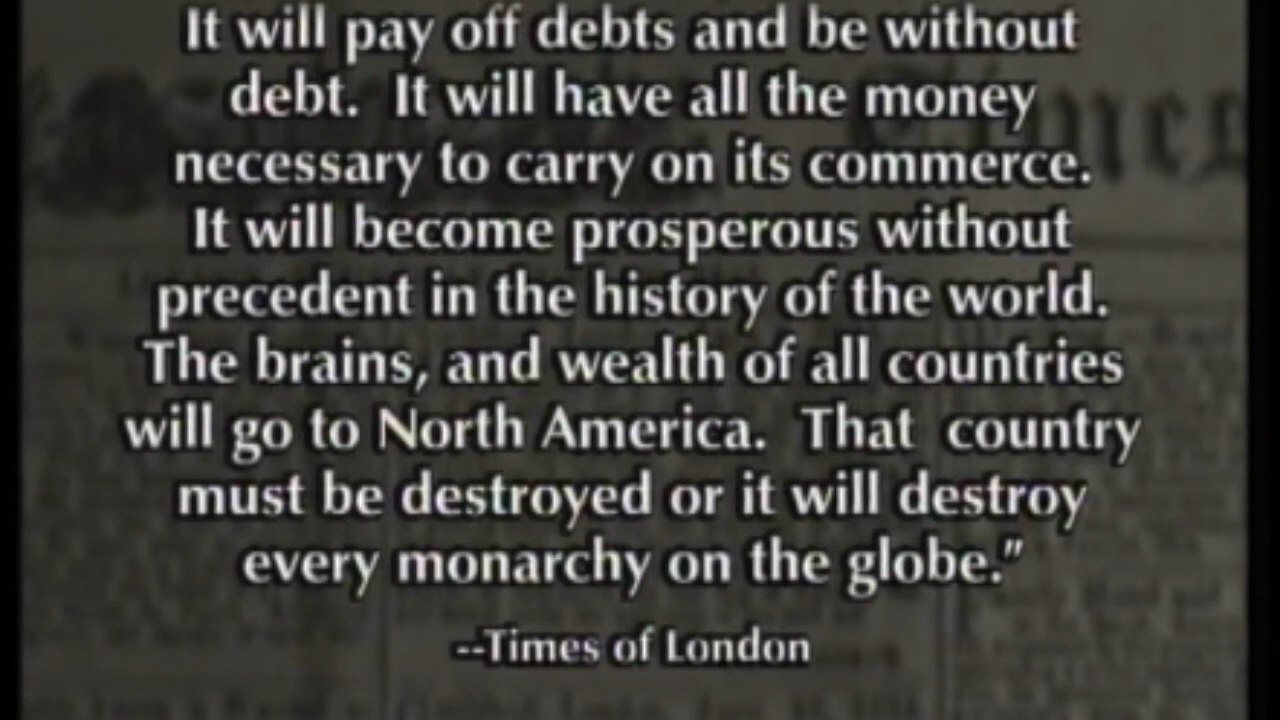 It will pay off debts and be without
debt. It will have all the money
necessary to carry on its commerce.
It will become prosperous without
precedent in the history of the world.
The brains, and wealth of all countries
will go to North America. That country
must be destroyed or it will destroy
every monarchy on the globe."
--Times of London